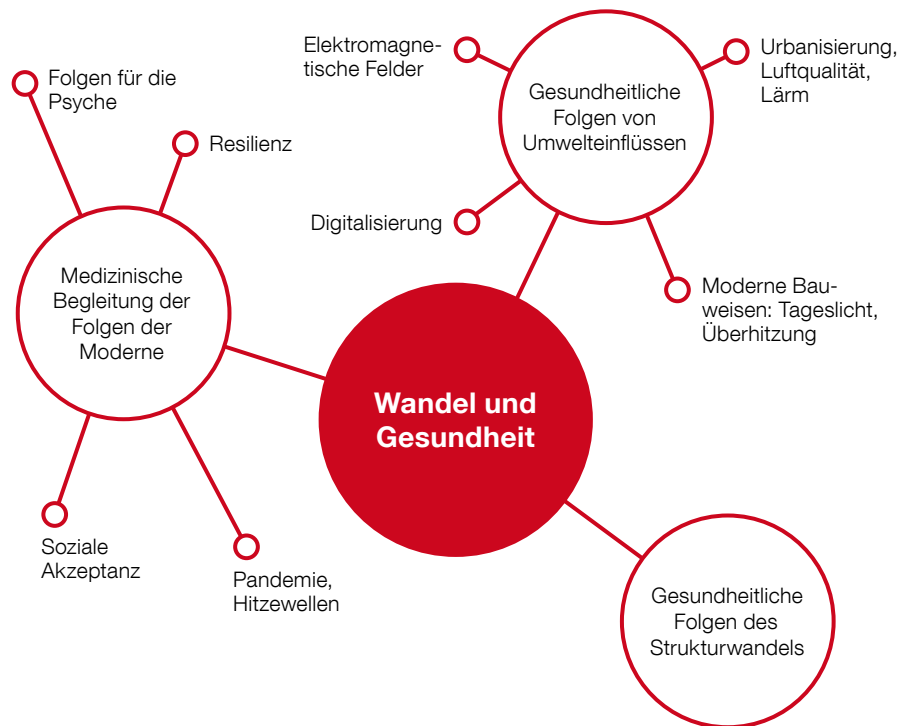 Elektromagne-
tische Felder
Urbanisierung,
Luftqualität,
Lärm
Folgen für die
Psyche
Gesundheitliche
Folgen von
Umwelteinflüssen
Resilienz
Digitalisierung
Medizinische
Begleitung der
Folgen der
Moderne
Moderne Bau-
weisen: Tageslicht,
Überhitzung
Wandel und
Gesundheit
Soziale
Akzeptanz
Pandemie,
Hitzewellen
Gesundheitliche
Folgen des
Strukturwandels